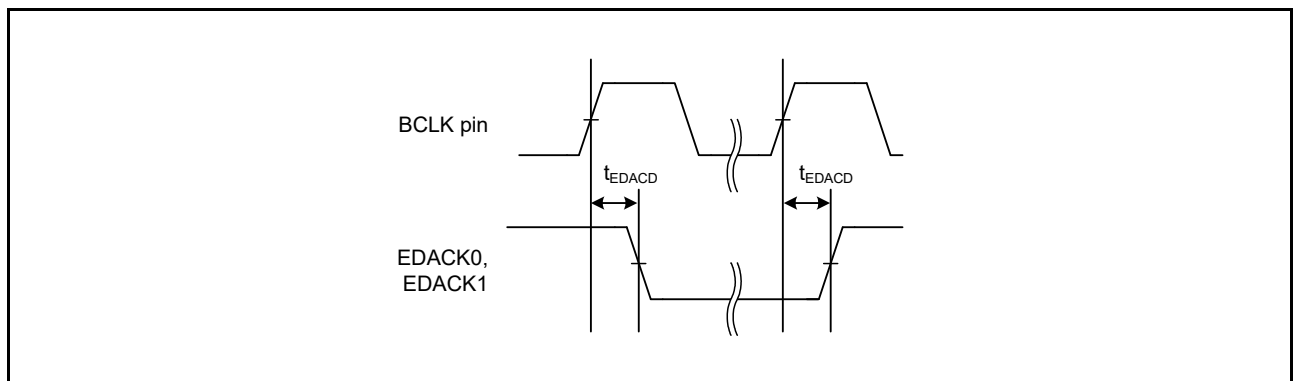 BCLK pin
tEDACD
tEDACD
EDACK0,
EDACK1